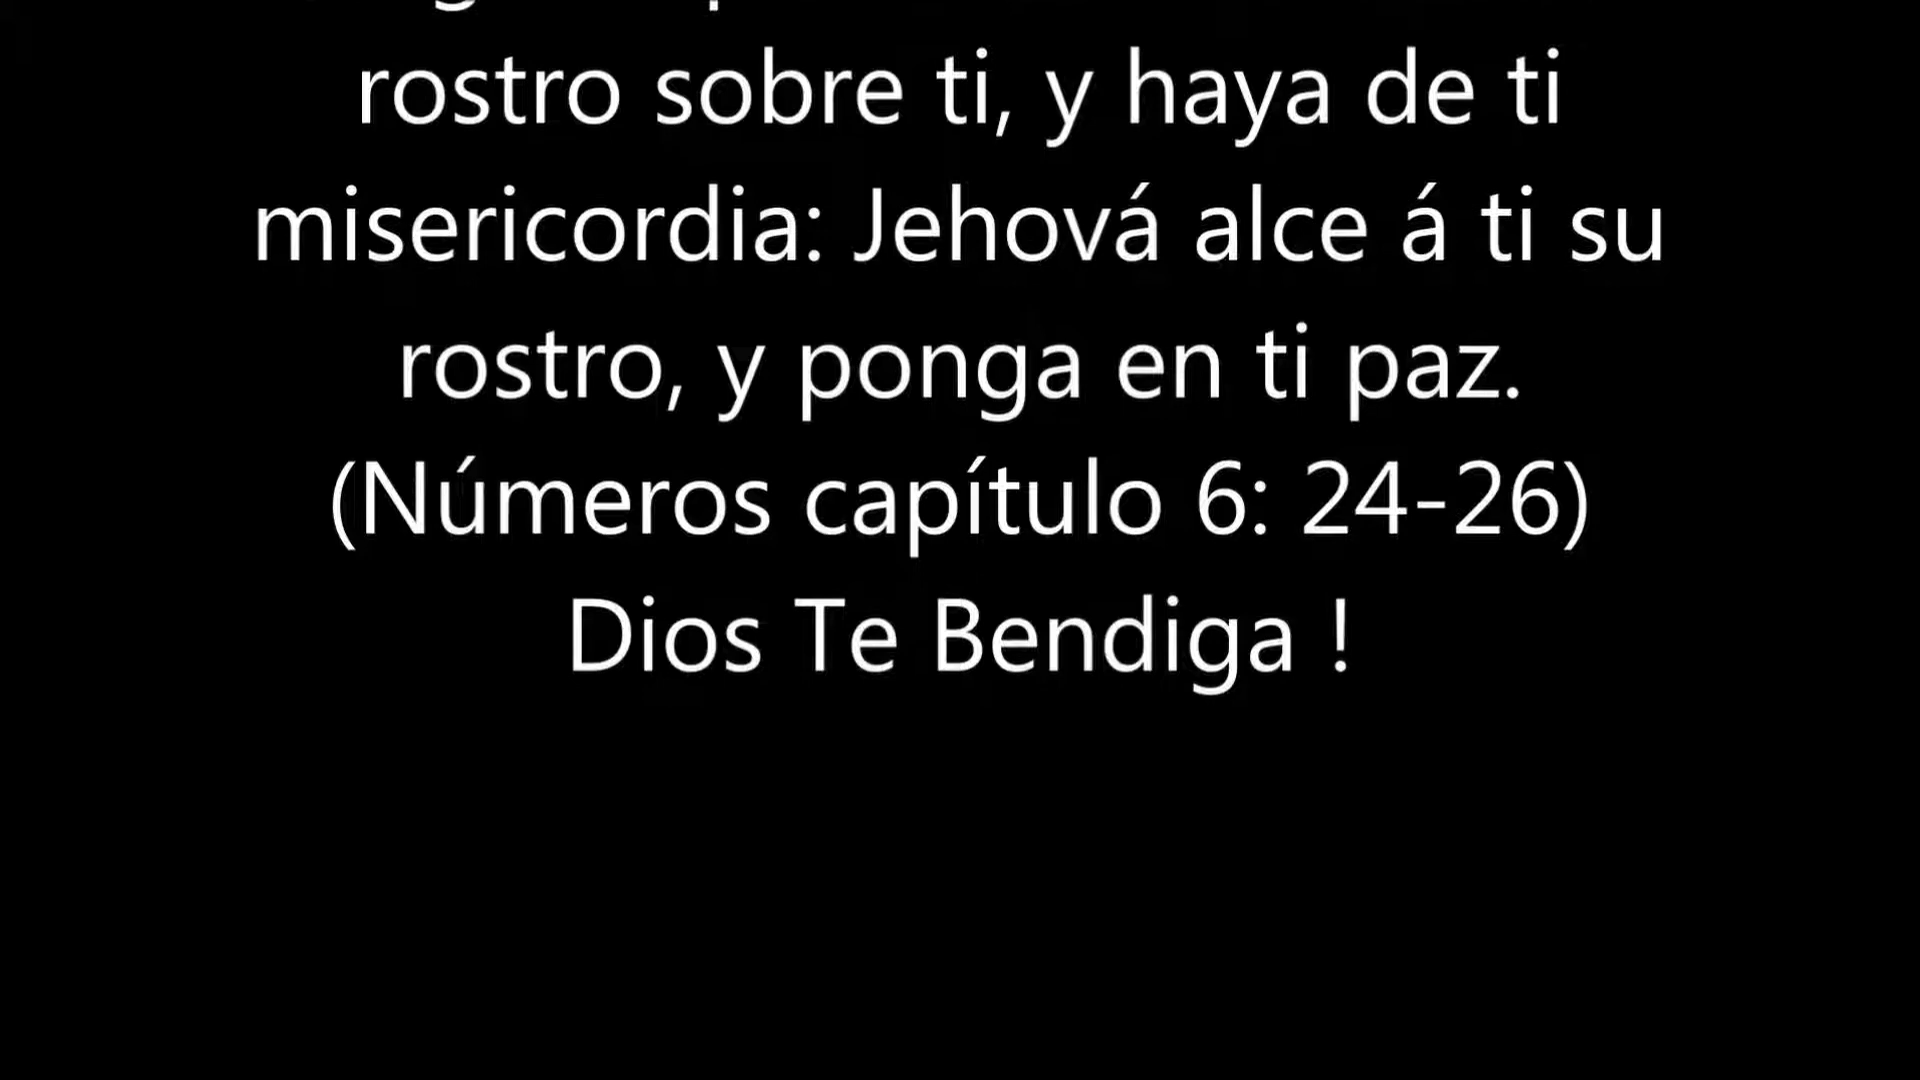 rostro sobre ti, y haya de ti
misericordia: Jehová alce á ti su
rostro, y ponga en ti paz.
(Números capítulo 6: 24-26)
Dios Te Bendiga !